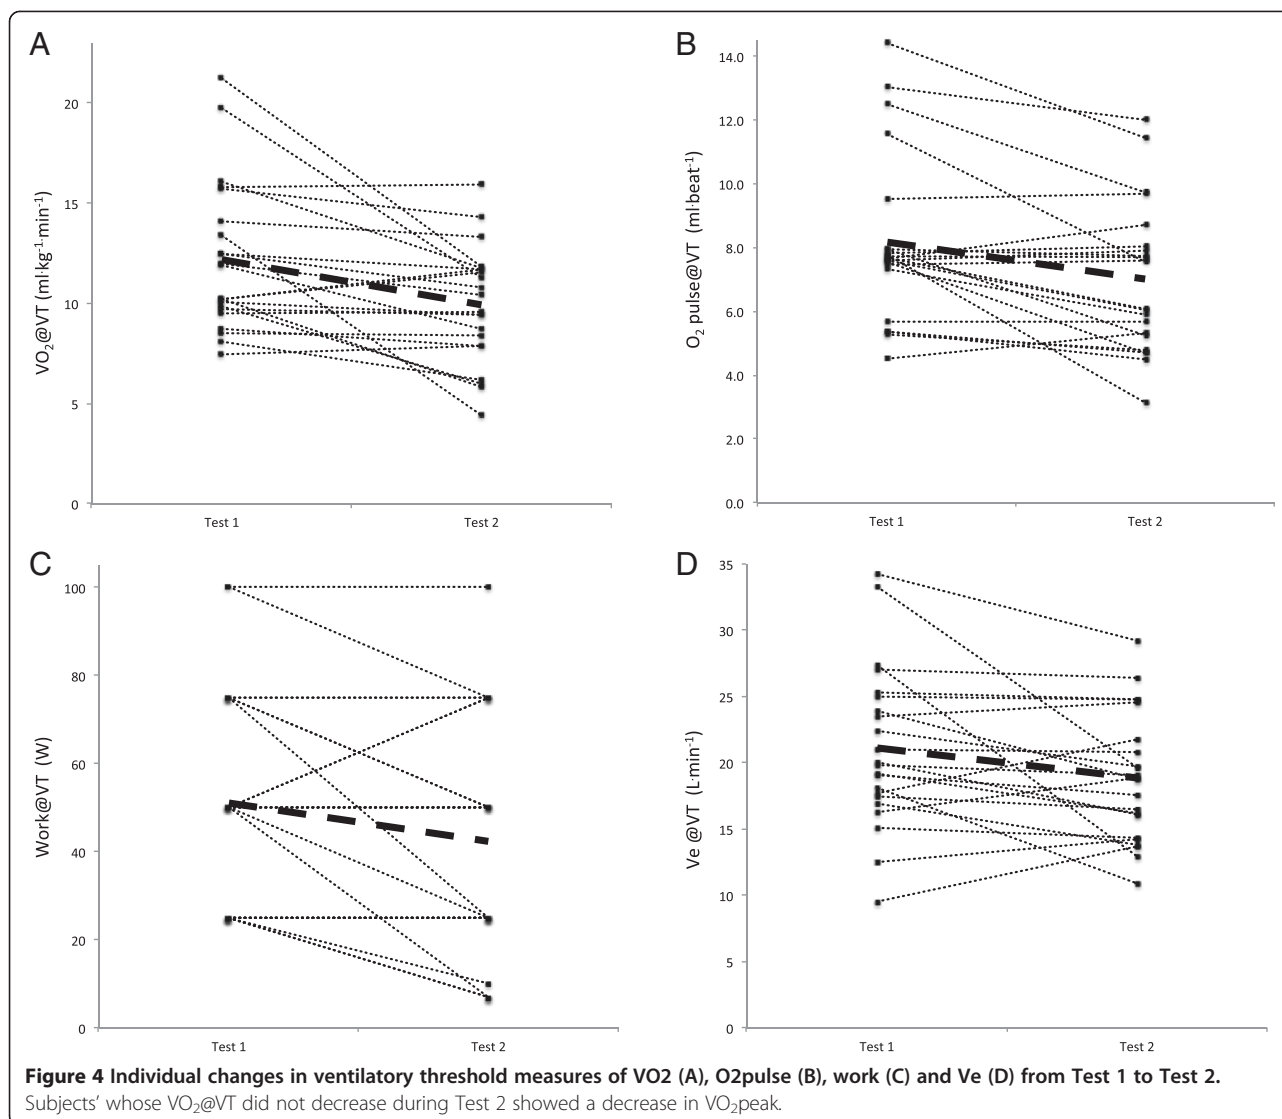 A
VO₂@VT (ml·kg⁻¹·min⁻¹)
20
15
10
5
0
Test 1
Test 2
B
O₂ pulse@VT (ml·beat⁻¹)
14.0
12.0
10.0
8.0
6.0
4.0
2.0
0.0
Test 1
Test 2
C
Work@VT (W)
100
80
60
40
20
0
Test 1
Test 2
D
Ve @VT (L·min⁻¹)
35
30
25
20
15
10
5
0
Test 1
Test 2
Figure 4 Individual changes in ventilatory threshold measures of VO2 (A), O2pulse (B), work (C) and Ve (D) from Test 1 to Test 2.
Subjects' whose VO₂@VT did not decrease during Test 2 showed a decrease in VO₂peak.